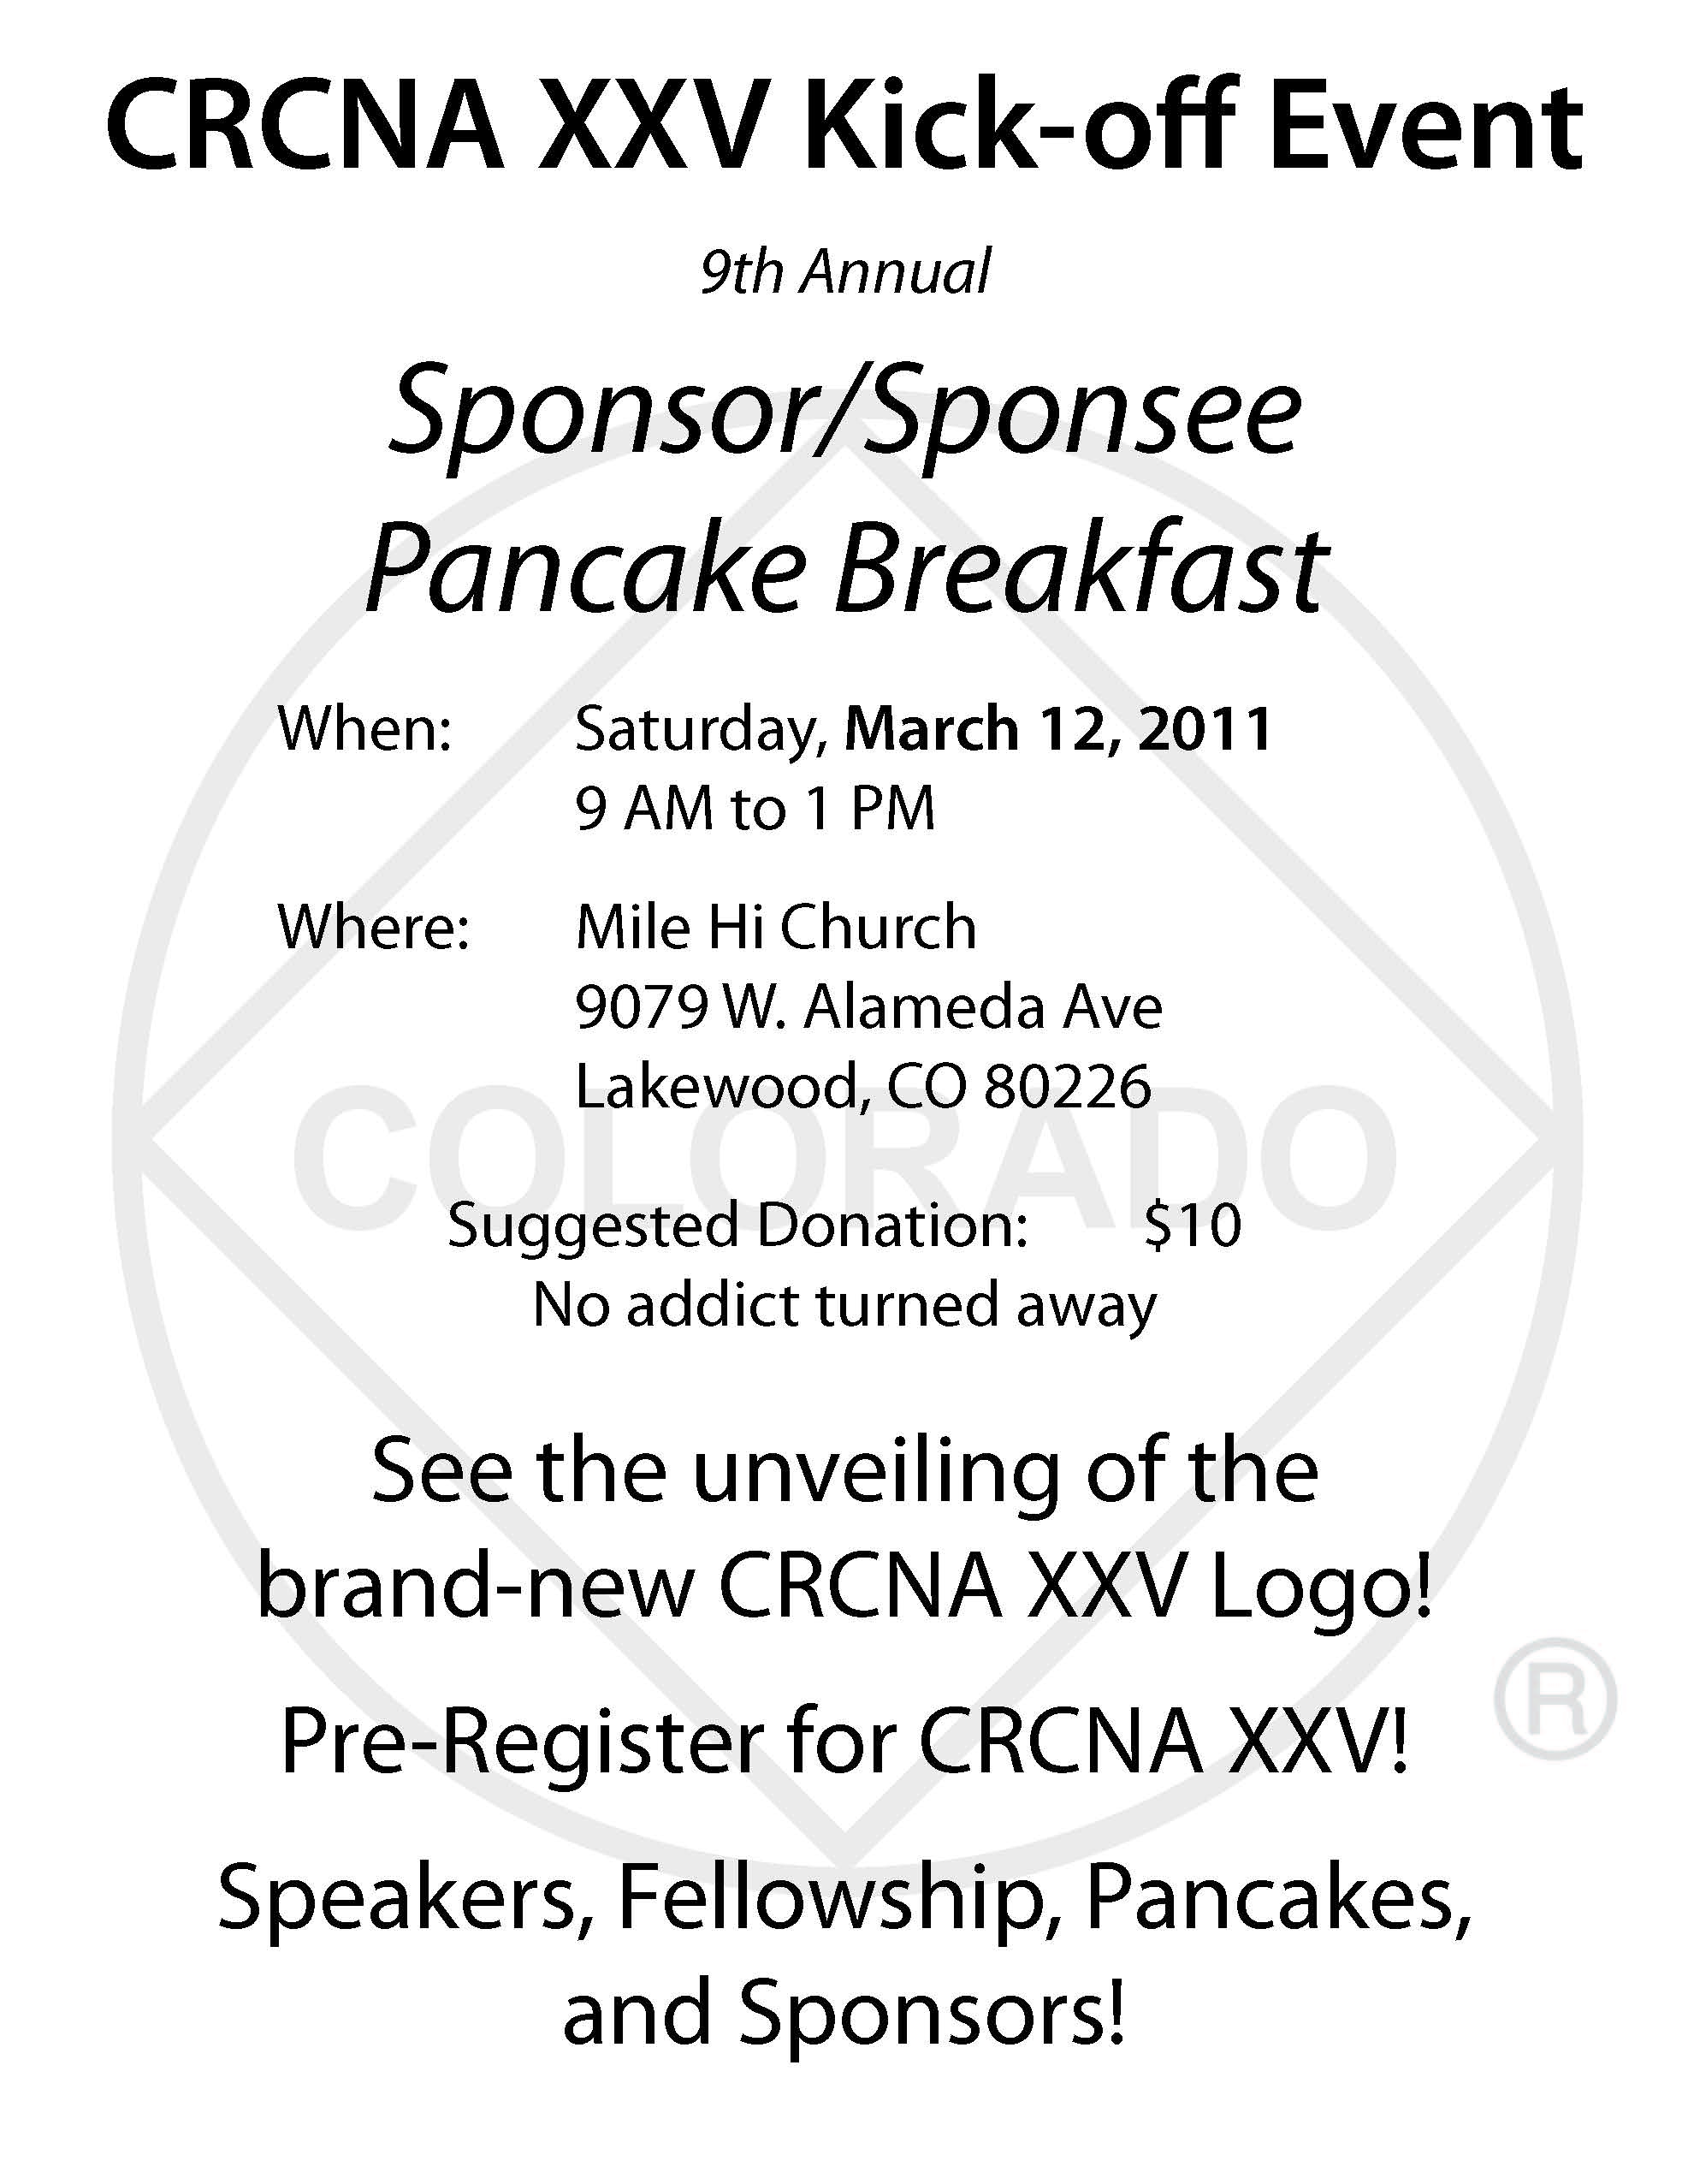 CRCNA XXV Kick-off Event
9th Annual
Sponsor/Sponsee
Pancake Breakfast
When: Saturday, March 12, 2011
9 AM to 1 PM
Where: Mile Hi Church
9079 W. Alameda Ave
Lakewood, CO 80226
COLORADO
Suggested Donation: $10
No addict turned away
See the unveiling of the
brand-new CRCNA XXV Logo!
®
Pre-Register for CRCNA XXV!
Speakers, Fellowship, Pancakes,
and Sponsors!